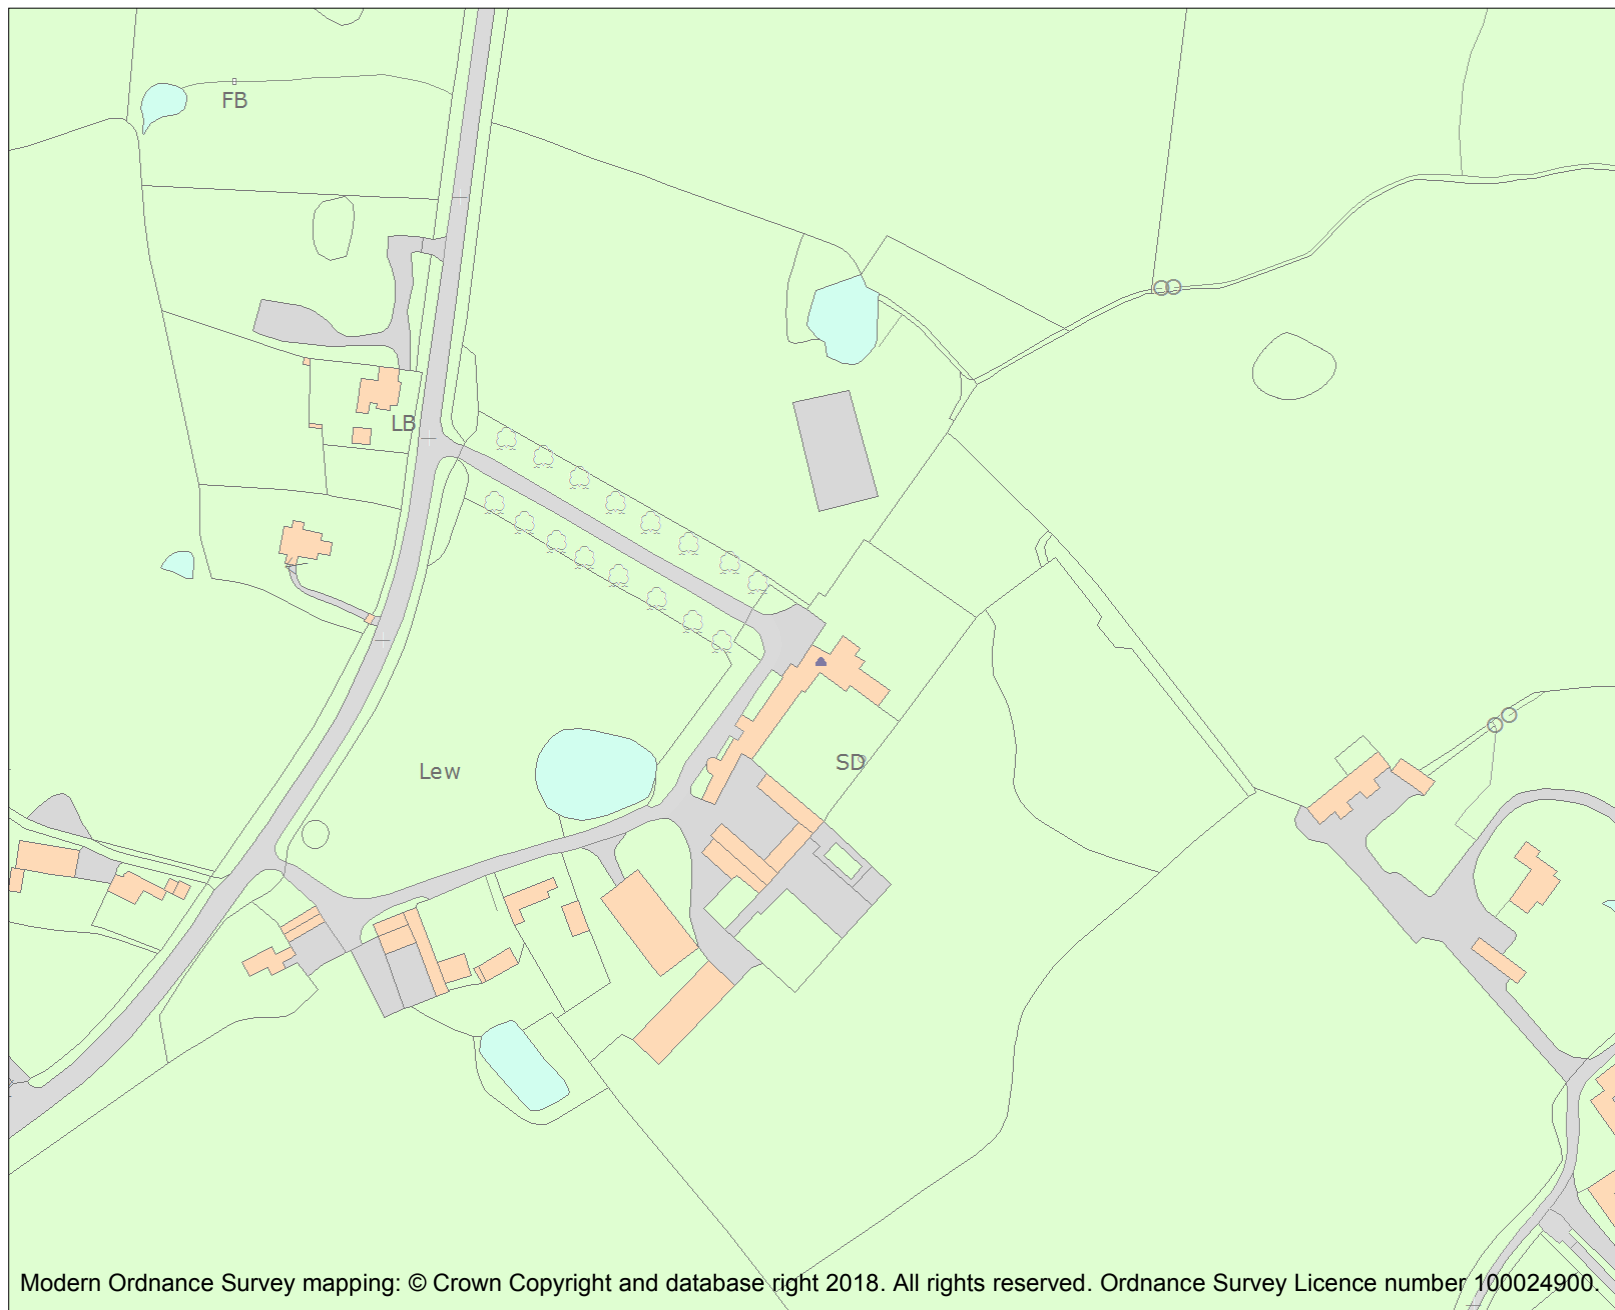 FB
LB
Lew
SD
Modern Ordnance Survey mapping: © Crown Copyright and database right 2018. All rights reserved. Ordnance Survey Licence number 100024900.